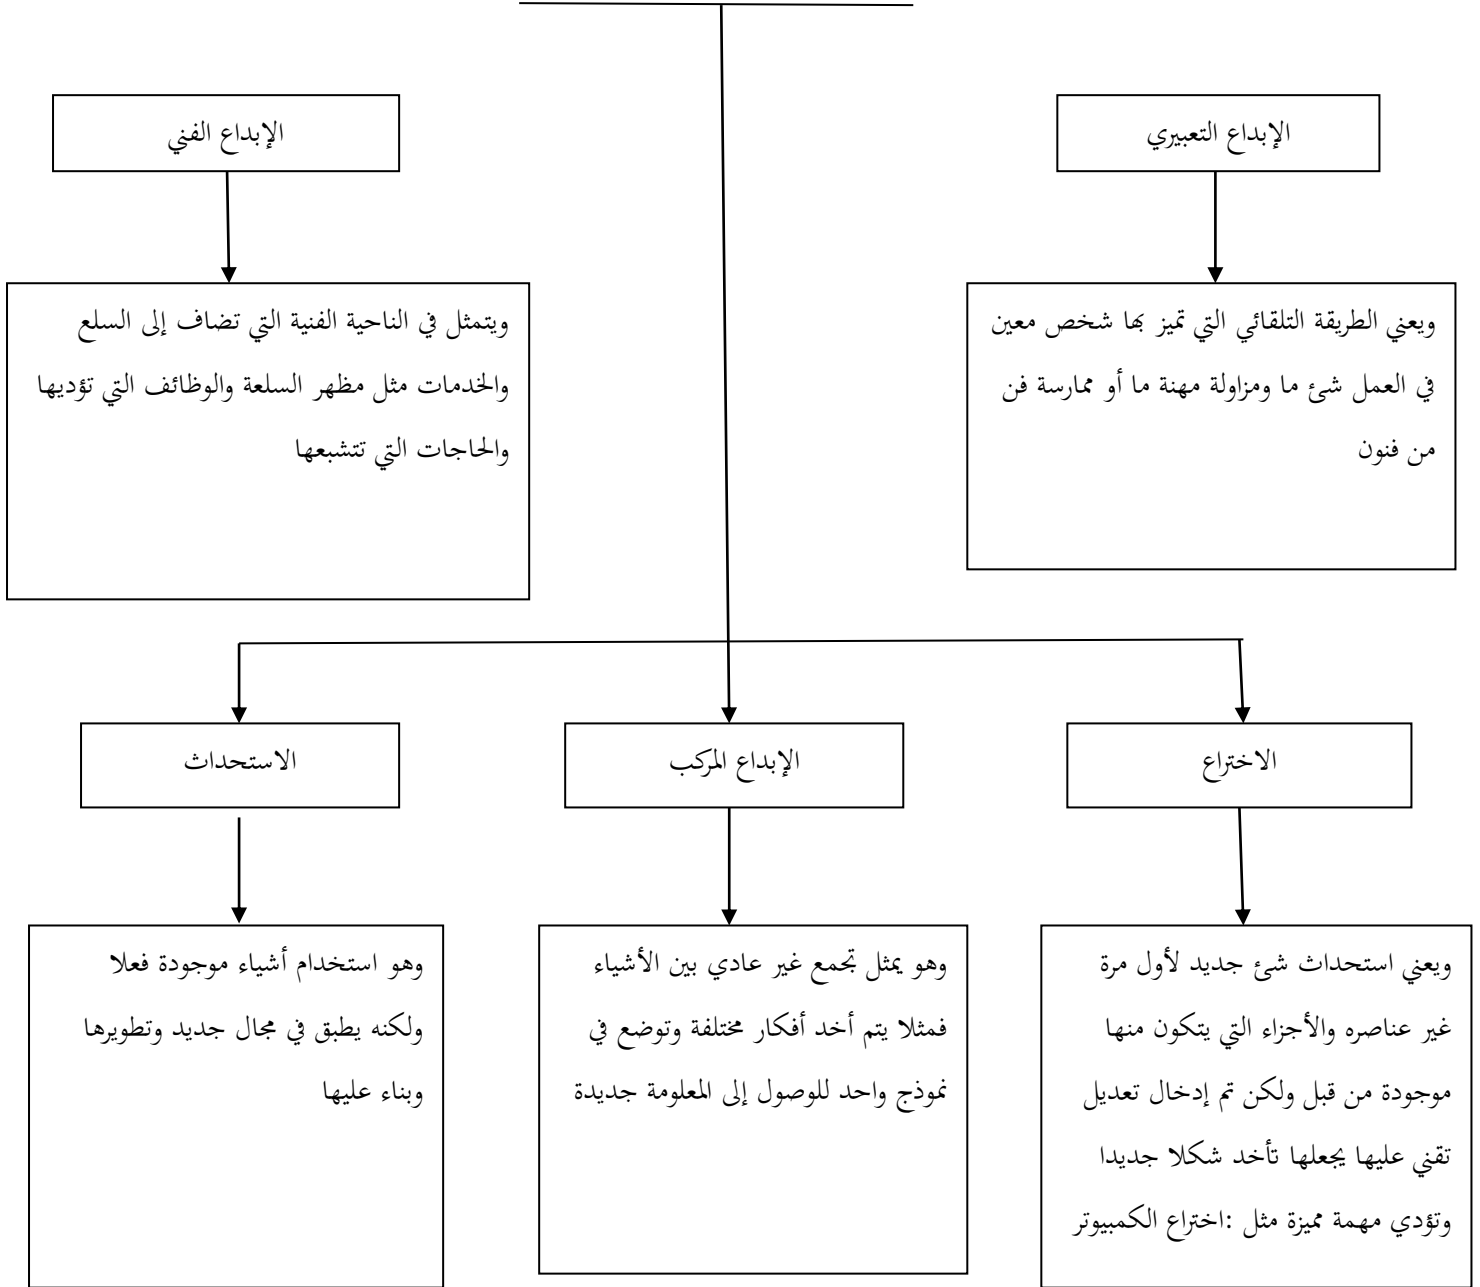 الإبداع التعبيري
الإبداع الفني
ويعني الطريقة التلقائي التي تميز بها شخص معين
في العمل شئ ما ومزاولة مهنة ما أو ممارسة فن
من فنون
ويتمثل في الناحية الفنية التي تضاف إلى السلع
والخدمات مثل مظهر السلعة والوظائف التي تؤديها
والحاجات التي تتشبعها
الاختراع
الإبداع المركب
الاستحداث
ويعني استحداث شئ جديد لأول مرة
غير عناصره والأجزاء التي يتكون منها
موجودة من قبل ولكن تم إدخال تعديل
تقني عليها يجعلها تأخد شكلا جديدا
وتؤدي مهمة مميزة مثل :اختراع الكمبيوتر
وهو يمثل تجمع غير عادي بين الأشياء
فمثلا يتم أخد أفكار مختلفة وتوضع في
نموذج واحد للوصول إلى المعلومة جديدة
وهو استخدام أشياء موجودة فعلا
ولكنه يطبق في مجال جديد وتطويرها
وبناء عليها